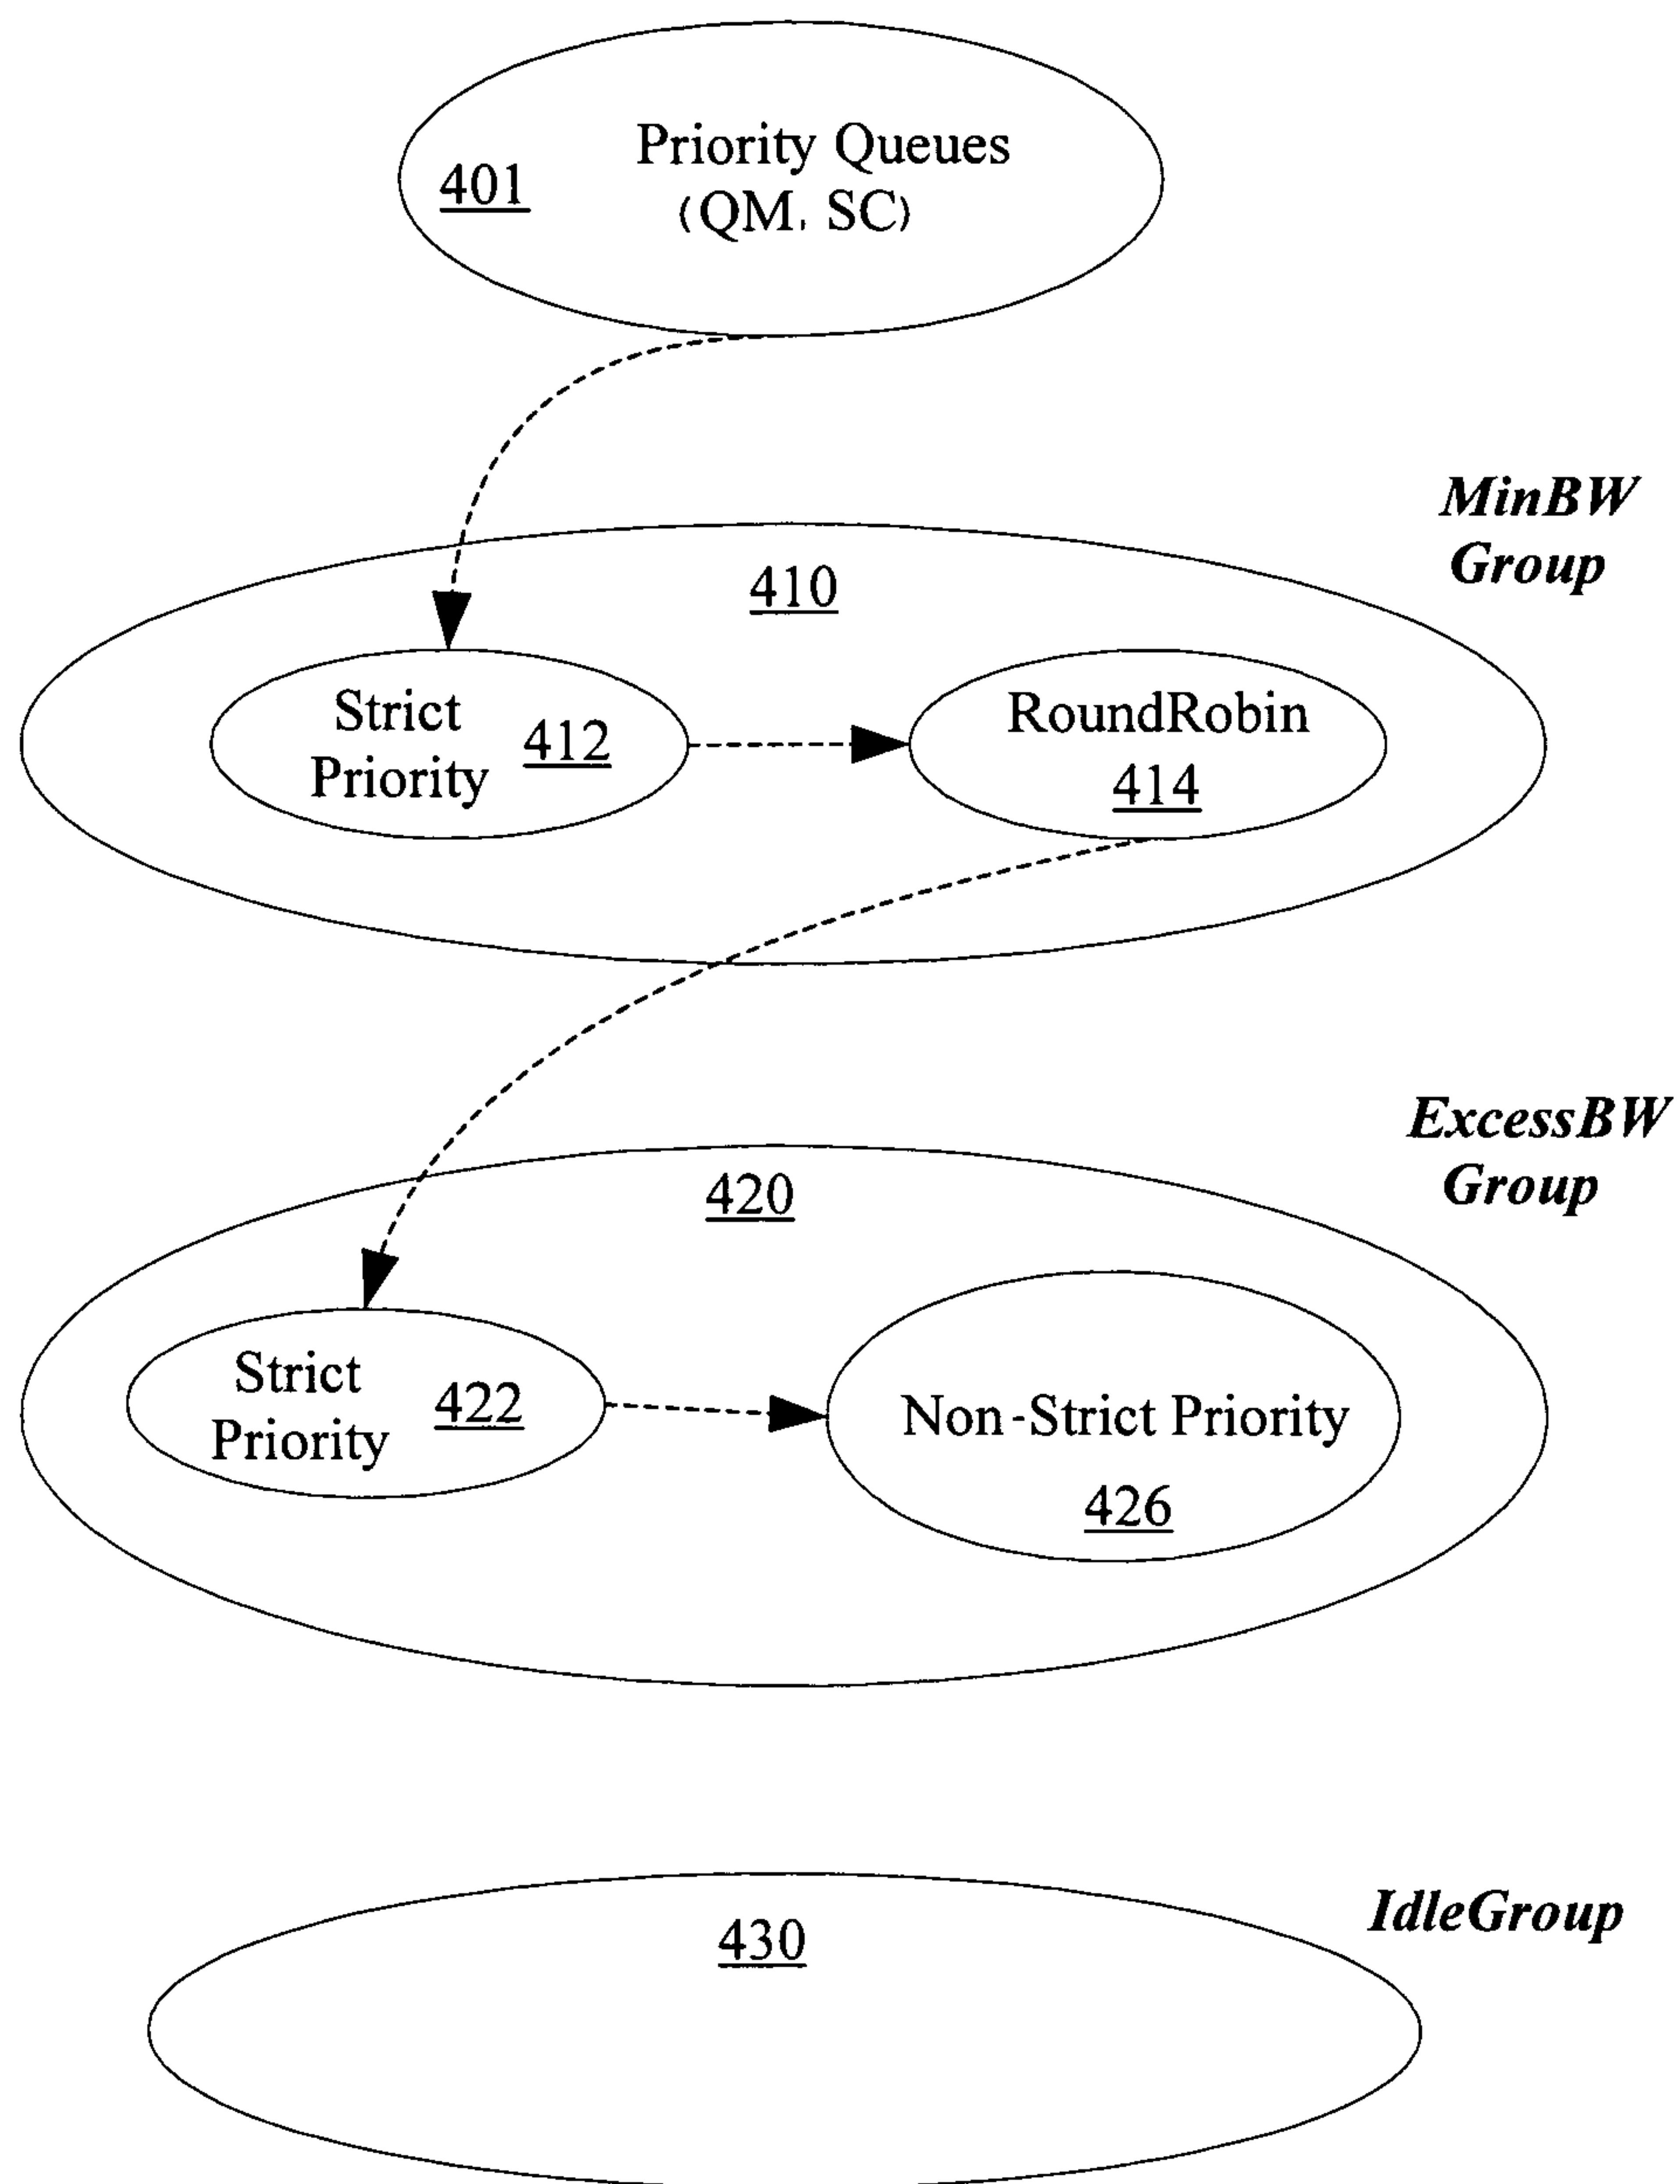 Priority Queues
401
(QM, SC)
MinBW
Group
410
Strict
Priority
412
RoundRobin
414
ExcessBW
Group
420
Strict
Priority
422
Non-Strict Priority
426
IdleGroup
430